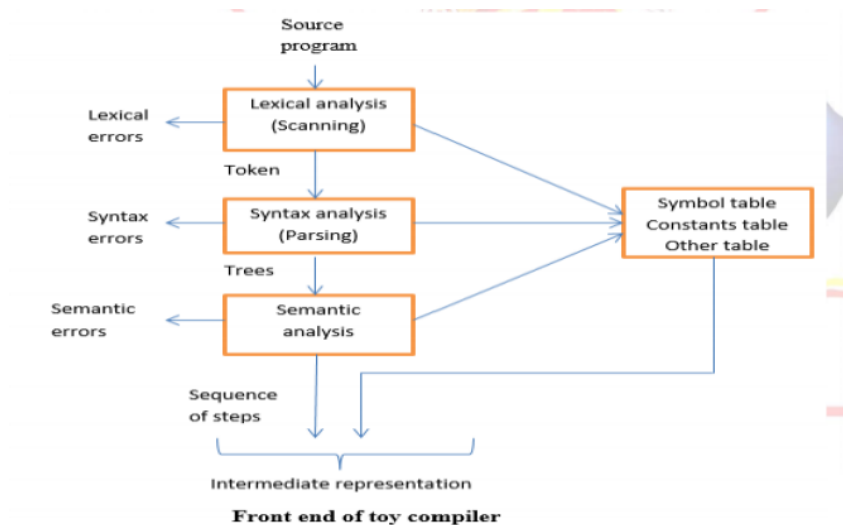 Source
program
Lexical analysis
(Scanning)
Lexical
errors
Token
Syntax analysis
(Parsing)
Syntax
errors
Symbol table
Constants table
Other table
Trees
Semantic
analysis
Semantic
errors
Sequence
of steps
Intermediate representation
Front end of toy compiler